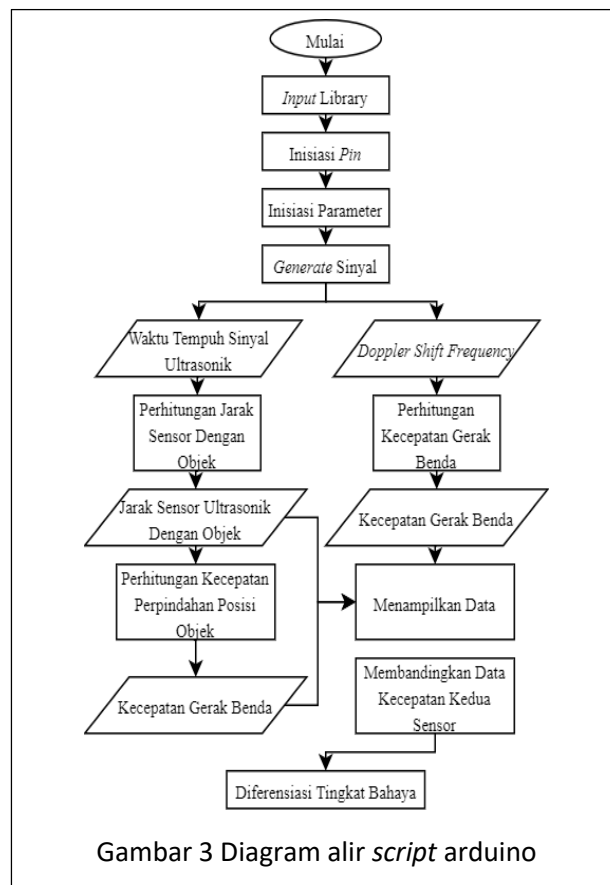 Mulai
Input Library
Inisiasi Pin
Inisiasi Parameter
Generate Sinyal
Waktu Tempuh Sinyal
Ultrasonik
Doppler Shift Frequency
Perhitungan Jarak
Sensor Dengan
Objek
Perhitungan
Kecepatan Gerak
Benda
Jarak Sensor Ultrasonik
Dengan Objek
Kecepatan Gerak Benda
Perhitungan Kecepatan
Perpindahan Posisi
Objek
Menampilkan Data
Kecepatan Gerak Benda
Membandingkan Data
Kecepatan Kedua
Sensor
Diferensiasi Tingkat Bahaya
Gambar 3 Diagram alir script arduino